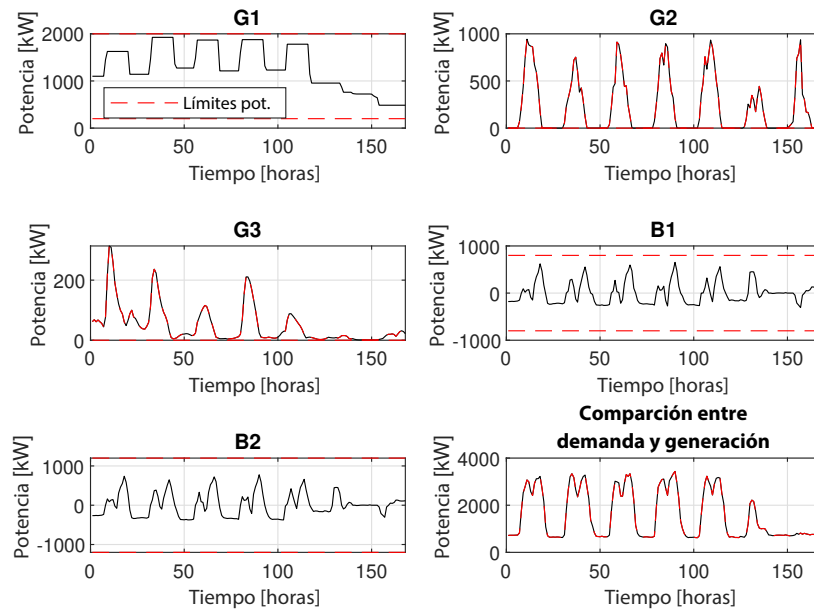 G1
Potencia [kW]
2000
1000
0
Límites pot.
0
50
100
150
Tiempo [horas]
G2
Potencia [kW]
1000
500
0
0
50
100
150
Tiempo [horas]
G3
Potencia [kW]
200
0
0
50
100
150
Tiempo [horas]
B1
Potencia [kW]
1000
0
-1000
0
50
100
150
Tiempo [horas]
B2
Potencia [kW]
1200
0
-1200
0
50
100
150
Tiempo [horas]
Comparción entre
demanda y generación
Potencia [kW]
4000
2000
0
0
50
100
150
Tiempo [horas]